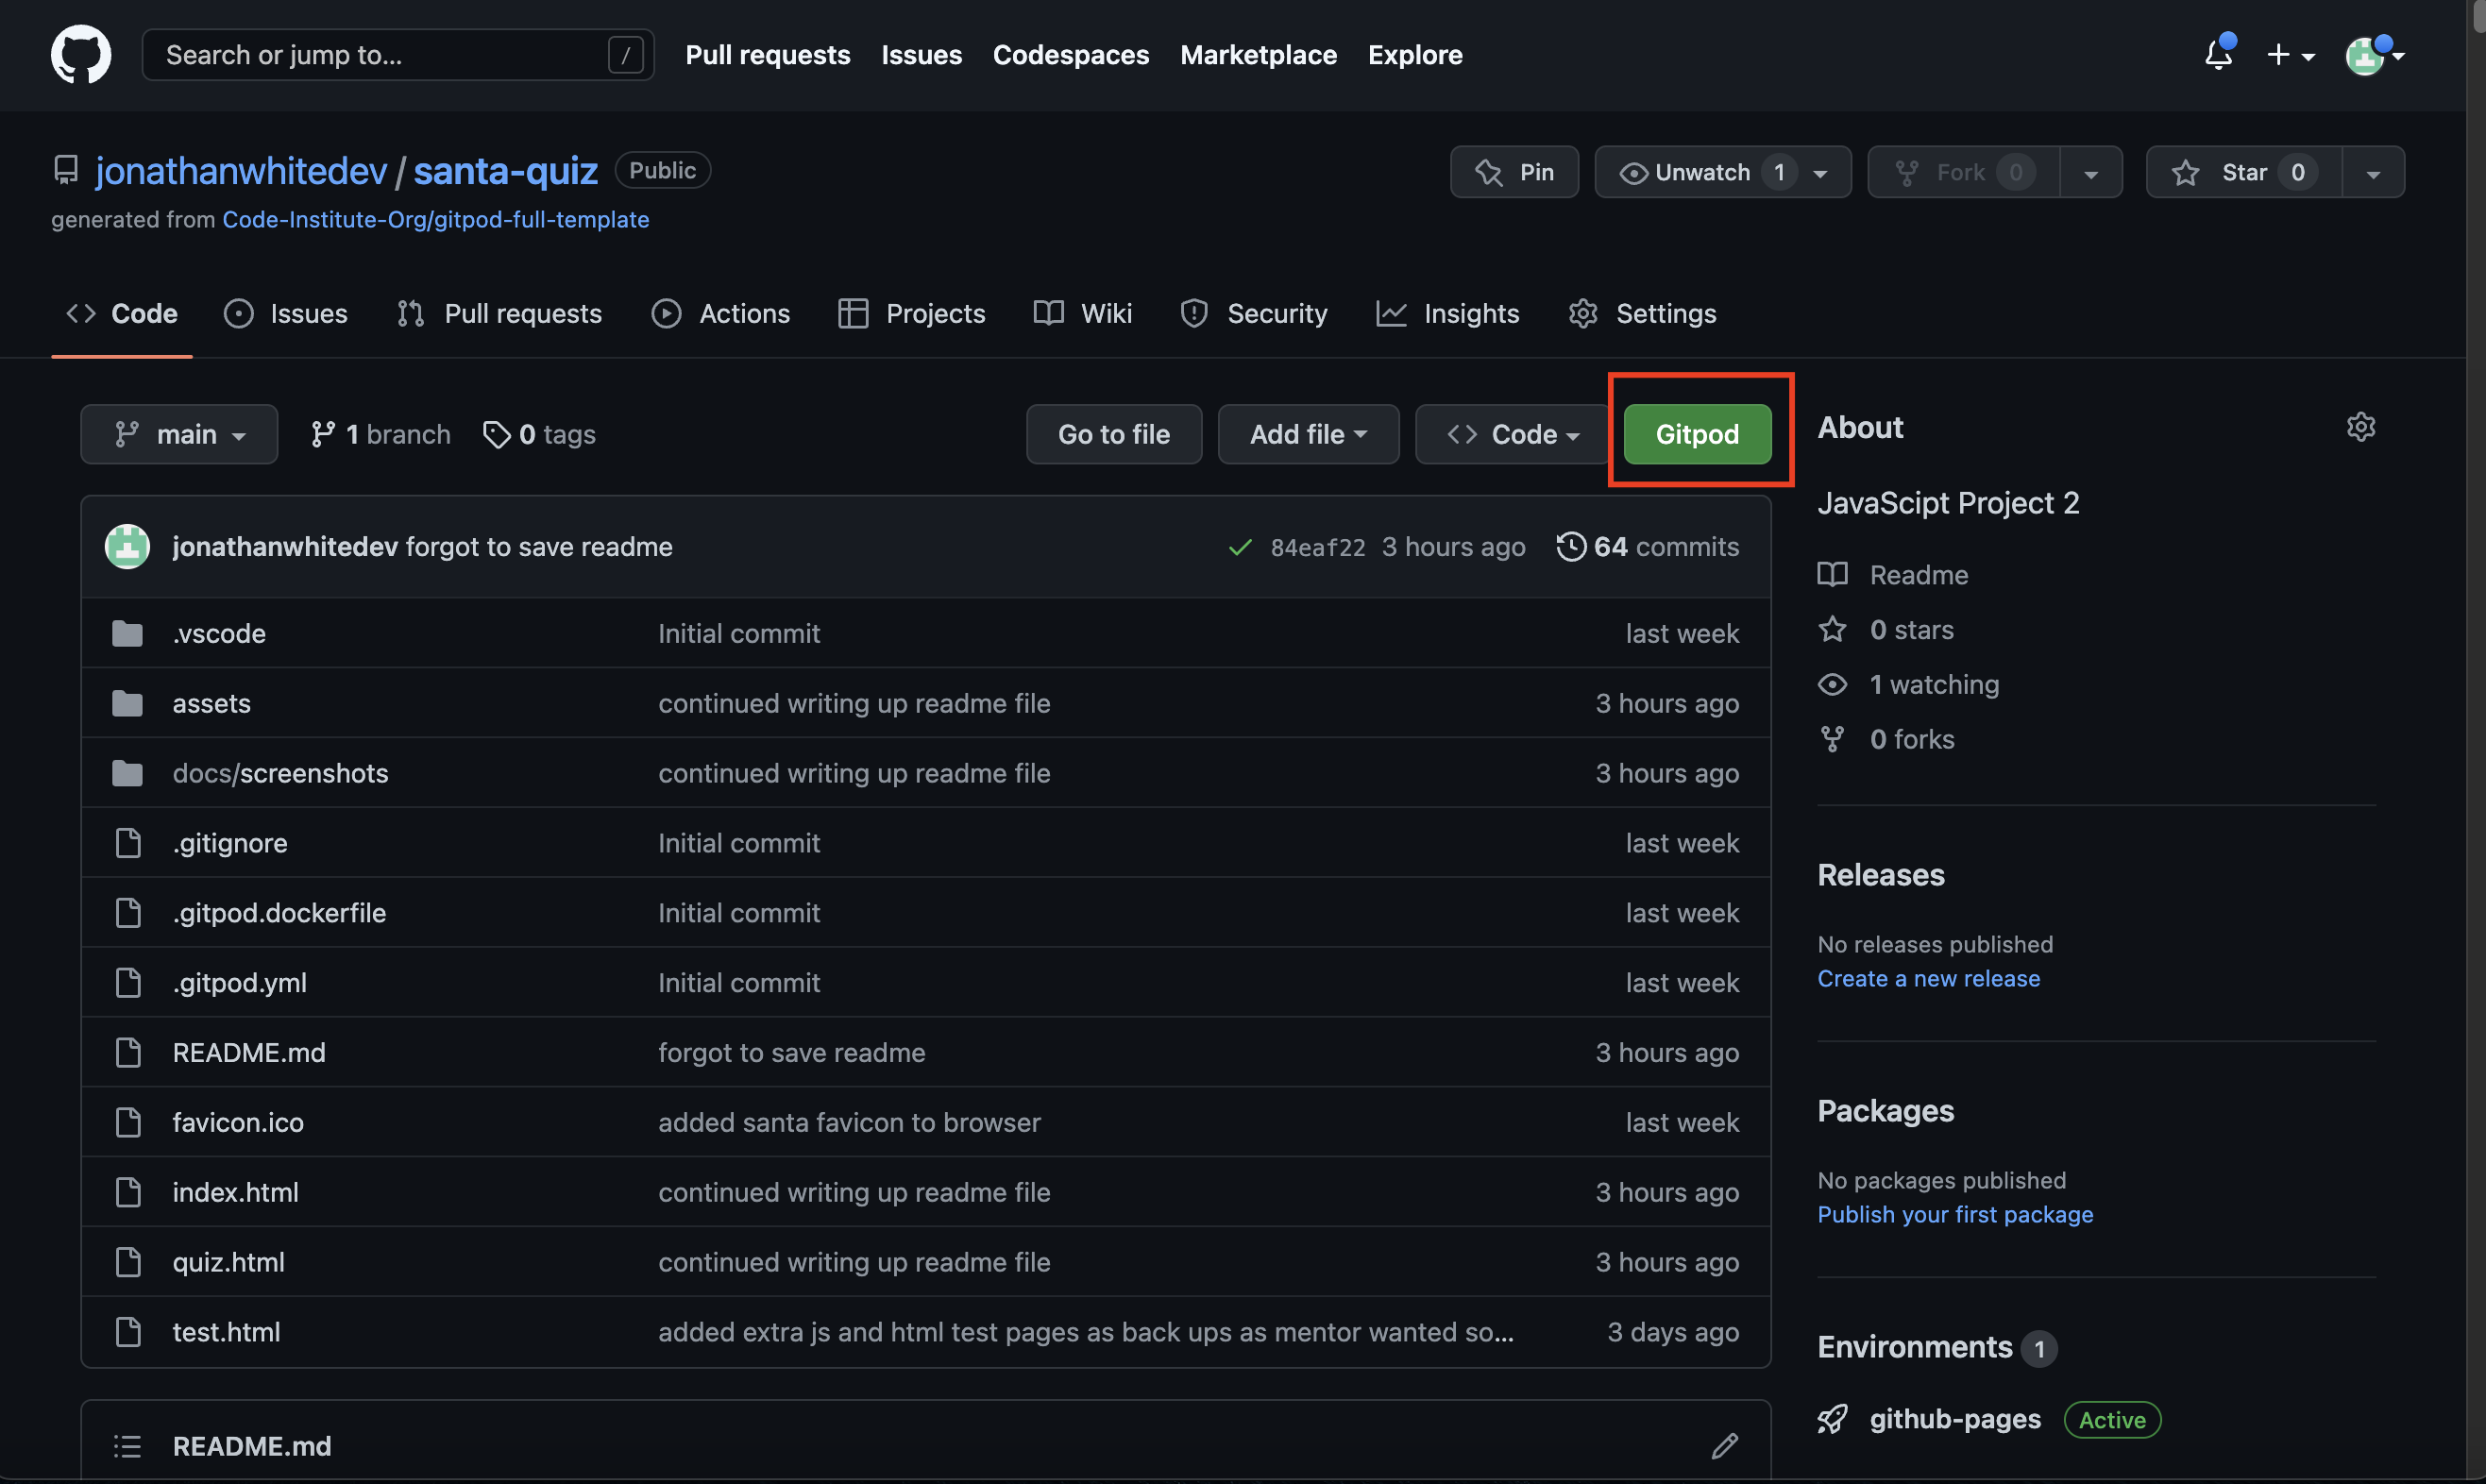 Search or jump to... /
Pull requests Issues Codespaces Marketplace Explore
jonathanwhitedev / santa-quiz Public
Pin Unwatch 1 Fork 0 Star 0
generated from Code-Institute-Org/gitpod-full-template
Code Issues Pull requests Actions Projects Wiki Security Insights Settings
main 1 branch 0 tags Go to file Add file Code Gitpod
jonathanwhitedev forgot to save readme 84eaf22 3 hours ago 64 commits
.vscode Initial commit last week
assets continued writing up readme file 3 hours ago
docs/screenshots continued writing up readme file 3 hours ago
.gitignore Initial commit last week
.gitpod.dockerfile Initial commit last week
.gitpod.yml Initial commit last week
README.md forgot to save readme 3 hours ago
favicon.ico added santa favicon to browser last week
index.html continued writing up readme file 3 hours ago
quiz.html continued writing up readme file 3 hours ago
test.html added extra js and html test pages as back ups as mentor wanted so... 3 days ago
README.md
About
JavaScipt Project 2
Readme
0 stars
1 watching
0 forks
Releases
No releases published
Create a new release
Packages
No packages published
Publish your first package
Environments 1
github-pages Active